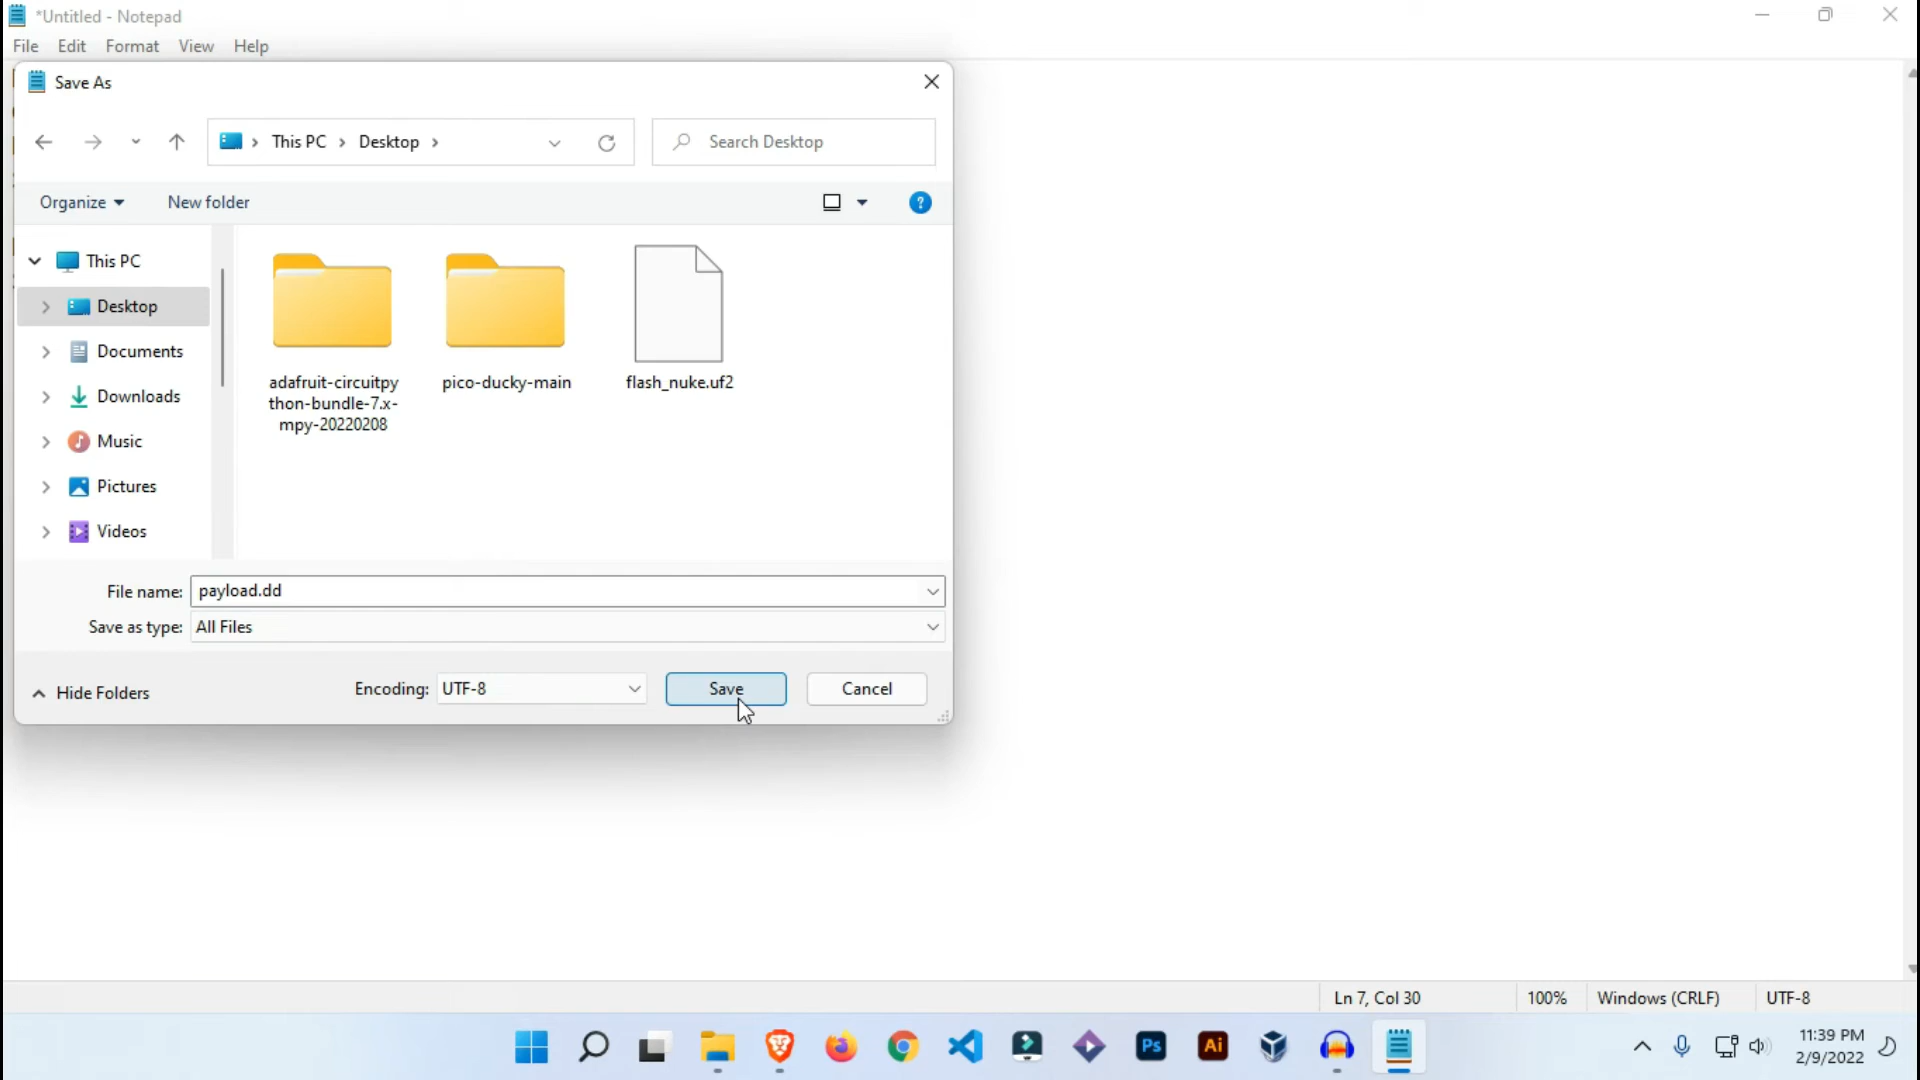 *Untitled - Notepad
File Edit Format View Help
Save As
This PC > Desktop >
Search Desktop
Organize
New folder
This PC
Desktop
Documents
Downloads
Music
Pictures
Videos
adafruit-circuitpy
thon-bundle-7.x-
mpy-20220208
pico-ducky-main
flash_nuke.uf2
File name: payload.dd
Save as type: All Files
Hide Folders
Encoding: UTF-8
Save
Cancel
Ln 7, Col 30
100%
Windows (CRLF)
UTF-8
Ps
Ai
11:39 PM
2/9/2022